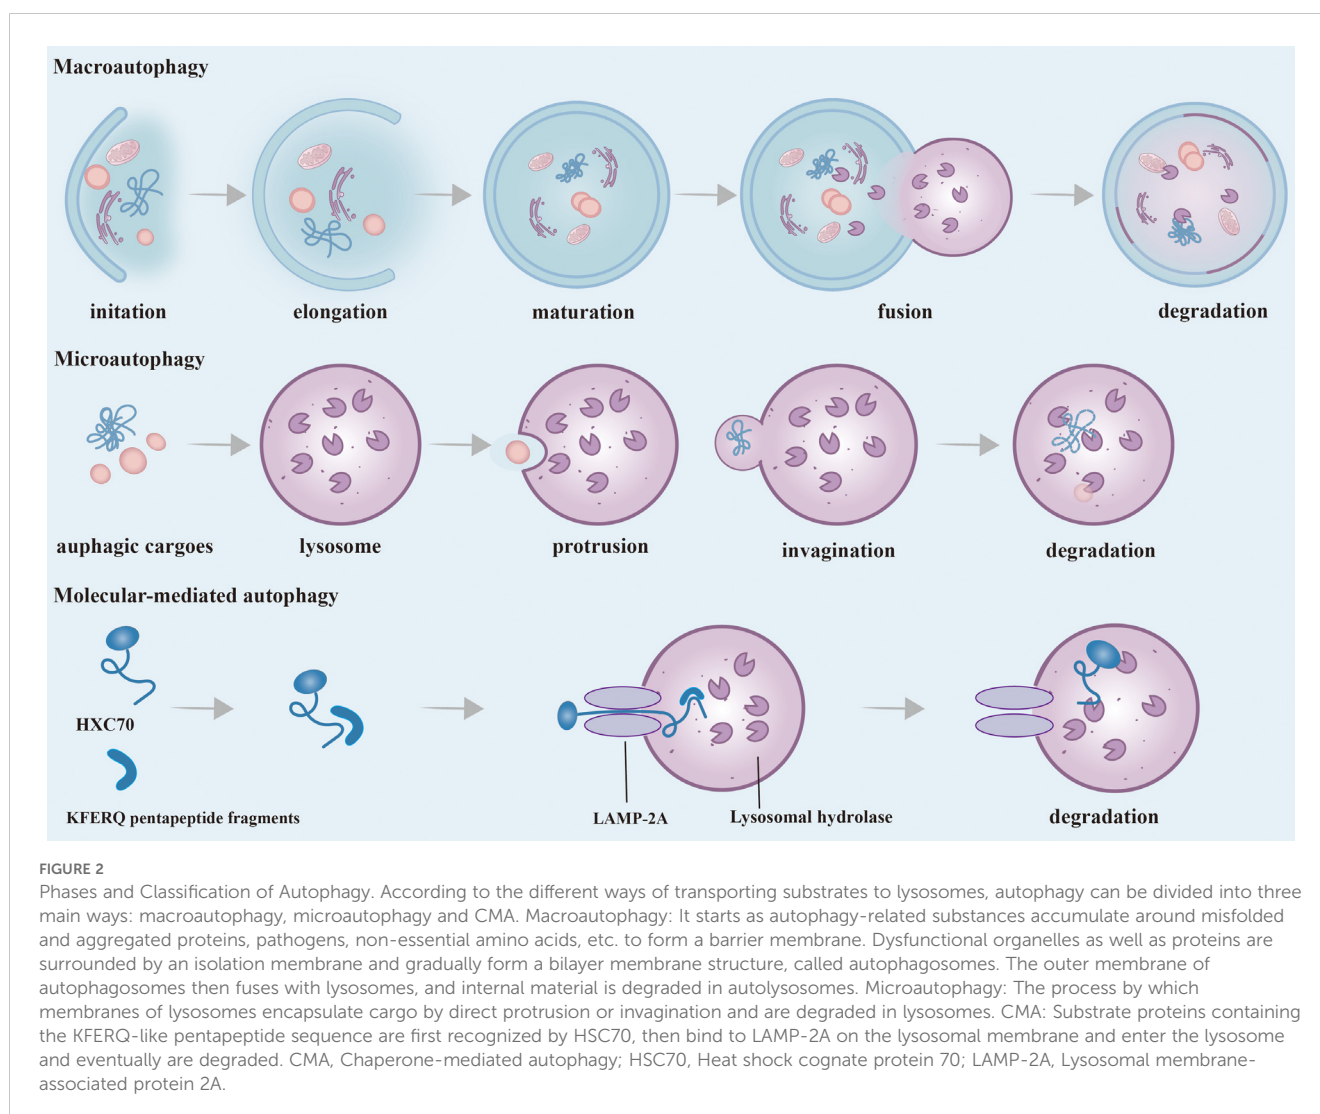 Macroautophagy
initation
elongation
maturation
fusion
degradation
Microautophagy
auphagic cargoes
lysosome
protrusion
invagination
degradation
Molecular-mediated autophagy
HXC70
KFERQ pentapeptide fragments
LAMP-2A
Lysosomal hydrolase
degradation
FIGURE 2
Phases and Classification of Autophagy. According to the different ways of transporting substrates to lysosomes, autophagy can be divided into three
main ways: macroautophagy, microautophagy and CMA. Macroautophagy: It starts as autophagy-related substances accumulate around misfolded
and aggregated proteins, pathogens, non-essential amino acids, etc. to form a barrier membrane. Dysfunctional organelles as well as proteins are
surrounded by an isolation membrane and gradually form a bilayer membrane structure, called autophagosomes. The outer membrane of
autophagosomes then fuses with lysosomes, and internal material is degraded in autolysosomes. Microautophagy: The process by which
membranes of lysosomes encapsulate cargo by direct protrusion or invagination and are degraded in lysosomes. CMA: Substrate proteins containing
the KFERQ-like pentapeptide sequence are first recognized by HSC70, then bind to LAMP-2A on the lysosomal membrane and enter the lysosome
and eventually are degraded. CMA, Chaperone-mediated autophagy; HSC70, Heat shock cognate protein 70; LAMP-2A, Lysosomal membrane-
associated protein 2A.